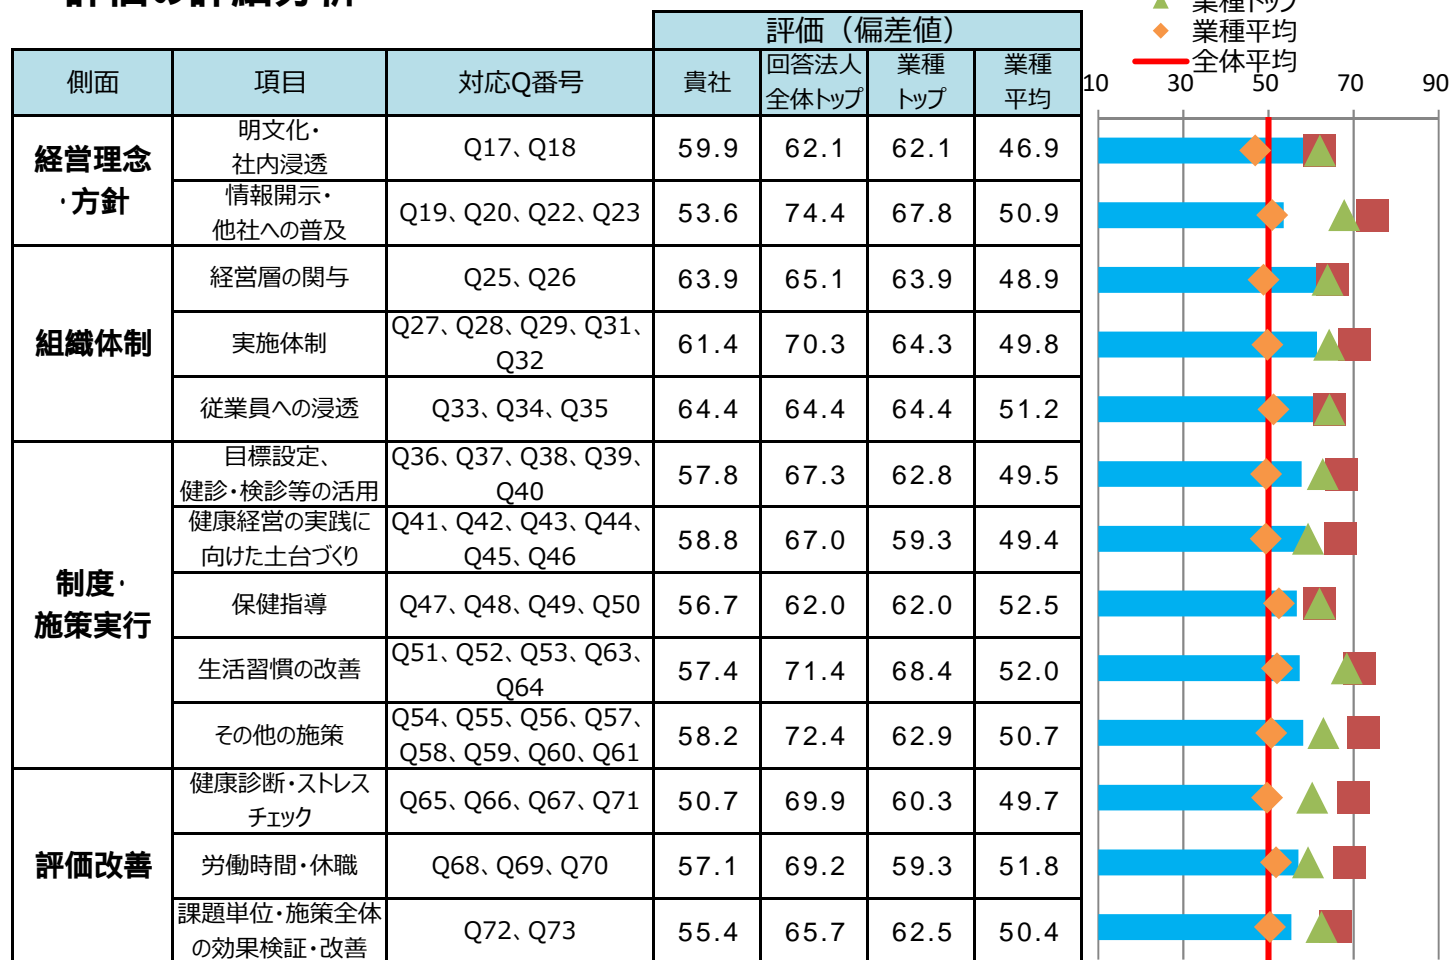 評価の詳細分析
業種トップ
業種平均
全体平均
評価（偏差値）
側面 項目 対応Q番号 貴社 回答法人 業種 業種
全体トップ トップ 平均
10 30 50 70 90
経営理念
・方針
明文化・
社内浸透
Q17、Q18 59.9 62.1 62.1 46.9
情報開示・
他社への普及
Q19、Q20、Q22、Q23 53.6 74.4 67.8 50.9
組織体制
経営層の関与 Q25、Q26 63.9 65.1 63.9 48.9
実施体制
Q27、Q28、Q29、Q31、
Q32
61.4 70.3 64.3 49.8
従業員への浸透 Q33、Q34、Q35 64.4 64.4 64.4 51.2
制度・
施策実行
目標設定、
健診・検診等の活用
Q36、Q37、Q38、Q39、
Q40
57.8 67.3 62.8 49.5
健康経営の実践に
向けた土台づくり
Q41、Q42、Q43、Q44、
Q45、Q46
58.8 67.0 59.3 49.4
保健指導 Q47、Q48、Q49、Q50 56.7 62.0 62.0 52.5
生活習慣の改善
Q51、Q52、Q53、Q63、
Q64
57.4 71.4 68.4 52.0
その他の施策
Q54、Q55、Q56、Q57、
Q58、Q59、Q60、Q61
58.2 72.4 62.9 50.7
評価改善
健康診断・ストレス
チェック
Q65、Q66、Q67、Q71 50.7 69.9 60.3 49.7
労働時間・休職 Q68、Q69、Q70 57.1 69.2 59.3 51.8
課題単位・施策全体
の効果検証・改善
Q72、Q73 55.4 65.7 62.5 50.4